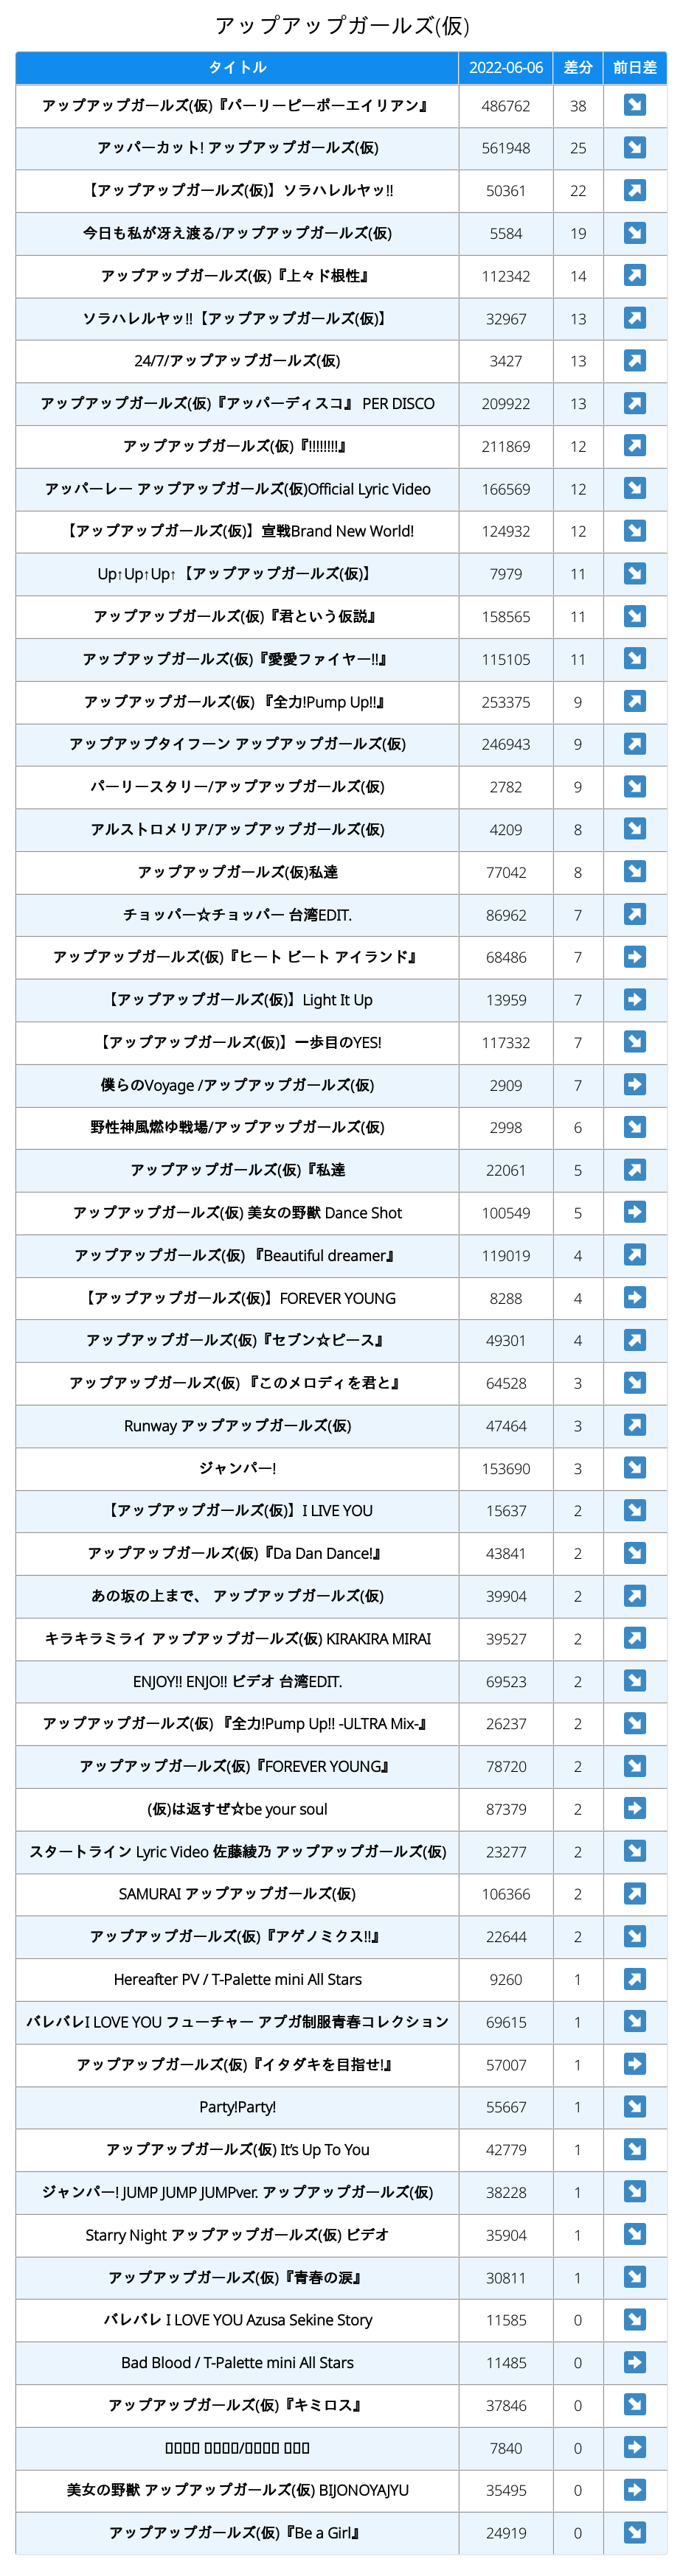 アップアップガールズ(仮)
タイトル 2022-06-06 差分 前日差
アップアップガールズ(仮)『パーリーピーポーエイリアン』 486762 38 ↘
アッパーカット! アップアップガールズ(仮) 561948 25 ↘
【アップアップガールズ(仮)】ソラハレルヤッ!! 50361 22 ↗
今日も私が冴え渡る/アップアップガールズ(仮) 5584 19 ↘
アップアップガールズ(仮)『上々ド根性』 112342 14 ↗
ソラハレルヤッ!!【アップアップガールズ(仮)】 32967 13 ↗
24/7/アップアップガールズ(仮) 3427 13 ↗
アップアップガールズ(仮)『アッパーディスコ』 PER DISCO 209922 13 ↗
アップアップガールズ(仮)『!!!!!!!!』 211869 12 ↗
アッパーレー アップアップガールズ(仮)Official Lyric Video 166569 12 ↘
【アップアップガールズ(仮)】宣戦Brand New World! 124932 12 ↘
Up↑Up↑Up↑【アップアップガールズ(仮)】 7979 11 ↘
アップアップガールズ(仮)『君という仮説』 158565 11 ↘
アップアップガールズ(仮)『愛愛ファイヤー!!』 115105 11 ↘
アップアップガールズ(仮) 『全力!Pump Up!!』 253375 9 ↗
アップアップタイフーン アップアップガールズ(仮) 246943 9 ↗
パーリースタリー/アップアップガールズ(仮) 2782 9 ↘
アルストロメリア/アップアップガールズ(仮) 4209 8 ↘
アップアップガールズ(仮)私達 77042 8 ↘
チョッパー☆チョッパー 台湾EDIT. 86962 7 ↗
アップアップガールズ(仮)『ヒート ビート アイランド』 68486 7 ➡
【アップアップガールズ(仮)】Light It Up 13959 7 ➡
【アップアップガールズ(仮)】一歩目のYES! 117332 7 ↘
僕らのVoyage /アップアップガールズ(仮) 2909 7 ➡
野性神風燃ゆ戦場/アップアップガールズ(仮) 2998 6 ↘
アップアップガールズ(仮)『私達 22061 5 ↗
アップアップガールズ(仮) 美女の野獣 Dance Shot 100549 5 ➡
アップアップガールズ(仮) 『Beautiful dreamer』 119019 4 ↗
【アップアップガールズ(仮)】FOREVER YOUNG 8288 4 ➡
アップアップガールズ(仮)『セブン☆ピース』 49301 4 ↗
アップアップガールズ(仮) 『このメロディを君と』 64528 3 ↘
Runway アップアップガールズ(仮) 47464 3 ↗
ジャンパー! 153690 3 ↘
【アップアップガールズ(仮)】I LIVE YOU 15637 2 ↘
アップアップガールズ(仮)『Da Dan Dance!』 43841 2 ↘
あの坂の上まで、 アップアップガールズ(仮) 39904 2 ↗
キラキラミライ アップアップガールズ(仮) KIRAKIRA MIRAI 39527 2 ↗
ENJOY!! ENJO!! ビデオ 台湾EDIT. 69523 2 ↘
アップアップガールズ(仮) 『全力!Pump Up!! -ULTRA Mix-』 26237 2 ↘
アップアップガールズ(仮)『FOREVER YOUNG』 78720 2 ↘
(仮)は返すぜ☆be your soul 87379 2 ➡
スタートライン Lyric Video 佐藤綾乃 アップアップガールズ(仮) 23277 2 ↘
SAMURAI アップアップガールズ(仮) 106366 2 ↗
アップアップガールズ(仮)『アゲノミクス!!』 22644 2 ↘
Hereafter PV / T-Palette mini All Stars 9260 1 ↗
バレバレI LOVE YOU フューチャー アプガ制服青春コレクション 69615 1 ↘
アップアップガールズ(仮)『イタダキを目指せ!』 57007 1 ➡
Party!Party! 55667 1 ↘
アップアップガールズ(仮) It’s Up To You 42779 1 ↘
ジャンパー! JUMP JUMP JUMPver. アップアップガールズ(仮) 38228 1 ↘
Starry Night アップアップガールズ(仮) ビデオ 35904 1 ↘
アップアップガールズ(仮)『青春の涙』 30811 1 ↘
バレバレ I LOVE YOU Azusa Sekine Story 11585 0 ↘
Bad Blood / T-Palette mini All Stars 11485 0 ➡
アップアップガールズ(仮)『キミロス』 37846 0 ↘
7840 0 ➡
美女の野獣 アップアップガールズ(仮) BIJONOYAJYU 35495 0 ➡
アップアップガールズ(仮)『Be a Girl』 24919 0 ↘